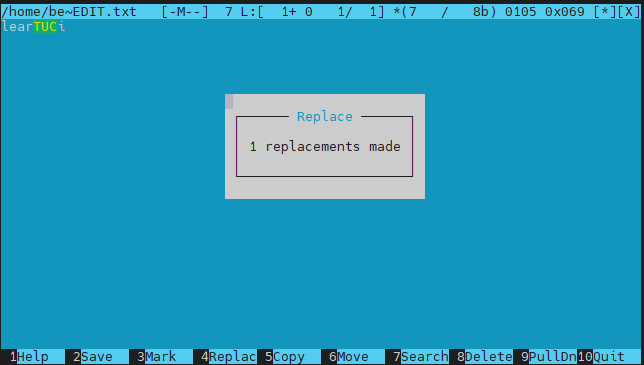 /home/be~EDIT.txt   [-M--]  7 L:[  1+ 0   1/  1] *(7   /   8b) 0105 0x069 [*][X]
learTUCi
Replace
1 replacements made
1Help  2Save  3Mark  4Replac 5Copy  6Move  7Search 8Delete 9PullDn 10Quit